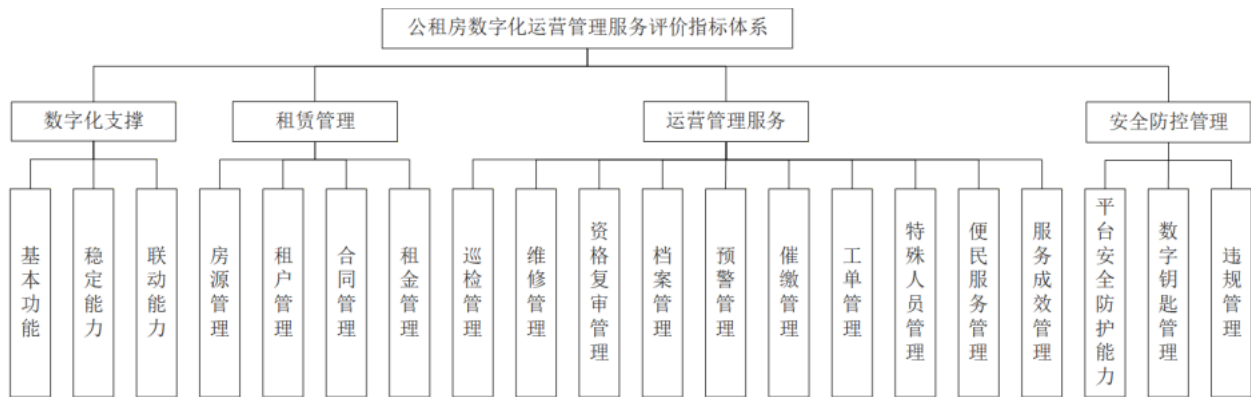 公租房数字化运营管理服务评价指标体系
数字化支撑
租赁管理
运营管理服务
安全防控管理
基本功能
稳定能力
联动能力
房源管理
租户管理
合同管理
租金管理
巡检管理
维修管理
资格复审管理
档案管理
预警管理
催缴管理
工单管理
特殊人员管理
便民服务管理
服务成效管理
平台安全防护能力
数字钥匙管理
违规管理